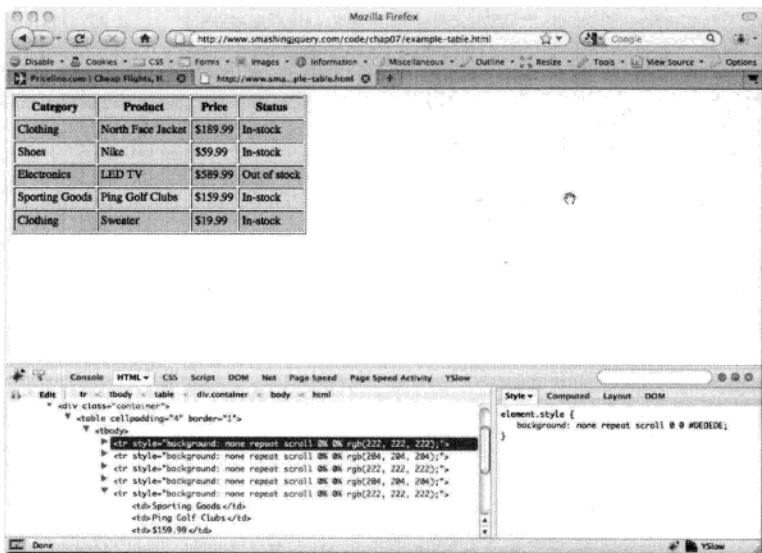 Mozilla Firefox
http://www.smashingjquery.com/code/chap07/example-table.html
Google
Disable Cookies CSS Forms Images Information Miscellaneous Outline Resize Tools View Source Options
Priceline.com | Cheap Flights, H... http://www.sma...ple-table.html
Category Product Price Status
Clothing North Face Jacket $189.99 In-stock
Shoes Nike $59.99 In-stock
Electronics LED TV $589.99 Out of stock
Sporting Goods Ping Golf Clubs $159.99 In-stock
Clothing Sweater $19.99 In-stock
Console HTML CSS Script DOM Net Page Speed Page Speed Activity YSlow
Edit tr < tbody < table < div.container < body < html
Style Computed Layout DOM
<div class="container">
<table cellpadding="4" border="1">
<tbody>
<tr style="background: none repeat scroll 0% 0% rgb(222, 222, 222);">
<tr style="background: none repeat scroll 0% 0% rgb(204, 204, 204);">
<tr style="background: none repeat scroll 0% 0% rgb(222, 222, 222);">
<tr style="background: none repeat scroll 0% 0% rgb(204, 204, 204);">
<tr style="background: none repeat scroll 0% 0% rgb(222, 222, 222);">
<td>Sporting Goods</td>
<td>Ping Golf Clubs</td>
<td>$159.99</td>
element.style {
background: none repeat scroll 0 0 #DEDEDE;
}
Done
YSlow